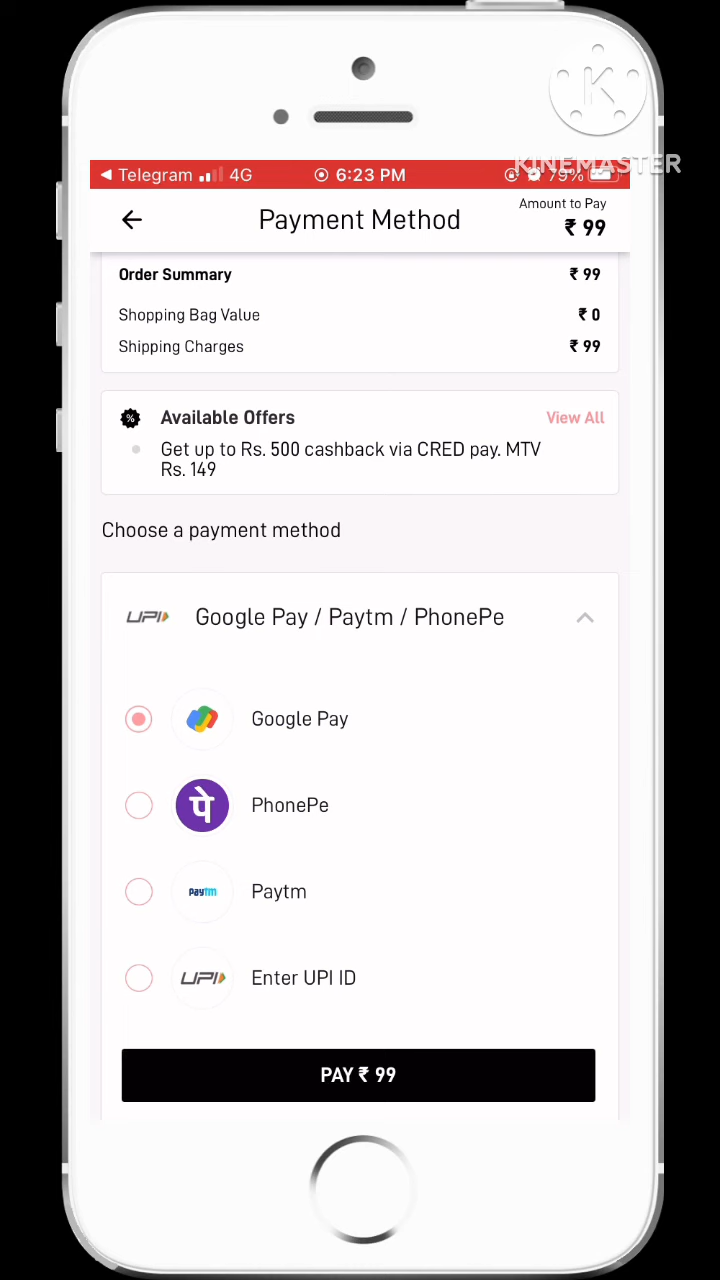 KINEMASTER
Telegram 4G 6:23 PM 79%
Payment Method
Amount to Pay
₹ 99
Order Summary ₹ 99
Shopping Bag Value ₹ 0
Shipping Charges ₹ 99
% Available Offers View All
Get up to Rs. 500 cashback via CRED pay. MTV
Rs. 149
Choose a payment method
UPI Google Pay / Paytm / PhonePe
Google Pay
पे PhonePe
paytm Paytm
UPI Enter UPI ID
PAY ₹ 99